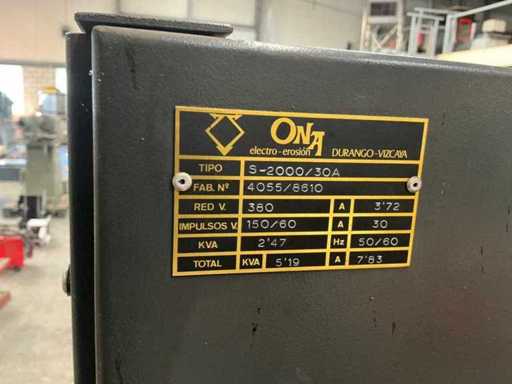 ONA
electro-erosión DURANGO-VIZCAYA
TIPO S-2000/30A
FAB. Nº 4055/8610
RED V. 380 A 3'72
IMPULSOS V. 150/60 A 30
KVA 2'47 Hz 50/60
TOTAL KVA 5'19 A 7'83